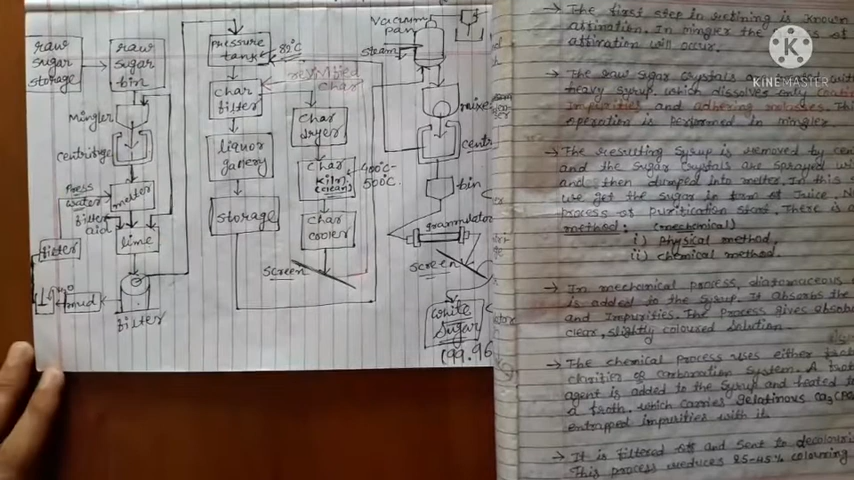 raw
sugar
storage
raw
sugar
bin
Mingler
Centrifuge
Press
water
melter
filter
aid
lime
filter
mud
filter
pressure
tank
82°C
char
filter
liquor
gallery
storage
revivified
char
char
dryer
char
kiln
(clean)
400°C-
500°C.
char
cooler
screen
vacuum
pan
steam
mixer
bin
granulator
screen
white
sugar
(99.96
→ The first step in refining is known
affination. In mingler the
affination will occur.
→ The raw sugar crystals are
heavy syrup. which dissolves only
Impurities and adhering molasses. This
operation is performed in mingler
→ The resulting syrup is removed by
and the sugar crystals are sprayed
and then dumped into melter. In this
we get the sugar in form of Juice.
process of purification start. There is
method: (mechanical)
i) Physical method.
ii) chemical method.
→ In mechanical process, diatomaceous
is added to the syrup. It absorbs the
and Impurities. The process gives
clear, slightly coloured solution.
→ The chemical process uses either
clarifier or carbonation system. A
agent is added to the syrup and heated
a froth. which carries gelatinous
entrapped impurities with it.
→ It is filtered off and sent to
This process reduces 25-45% colouring
KINEMASTER